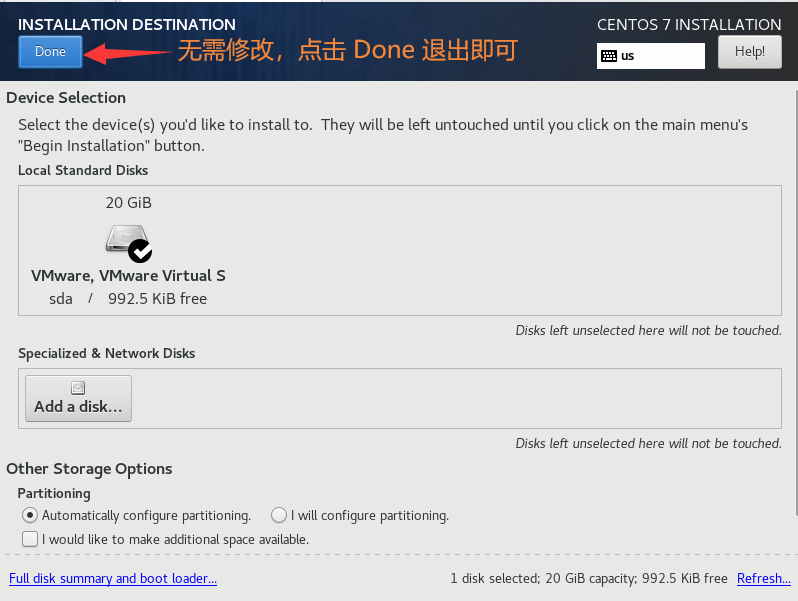 INSTALLATION DESTINATION
CENTOS 7 INSTALLATION
Done
无需修改，点击 Done 退出即可
us
Help!
Device Selection
Select the device(s) you'd like to install to.  They will be left untouched until you click on the main menu's
"Begin Installation" button.
Local Standard Disks
20 GiB
VMware, VMware Virtual S
sda / 992.5 KiB free
Disks left unselected here will not be touched.
Specialized & Network Disks
Add a disk...
Disks left unselected here will not be touched.
Other Storage Options
Partitioning
Automatically configure partitioning.
I will configure partitioning.
I would like to make additional space available.
Full disk summary and boot loader...
1 disk selected; 20 GiB capacity; 992.5 KiB free
Refresh...